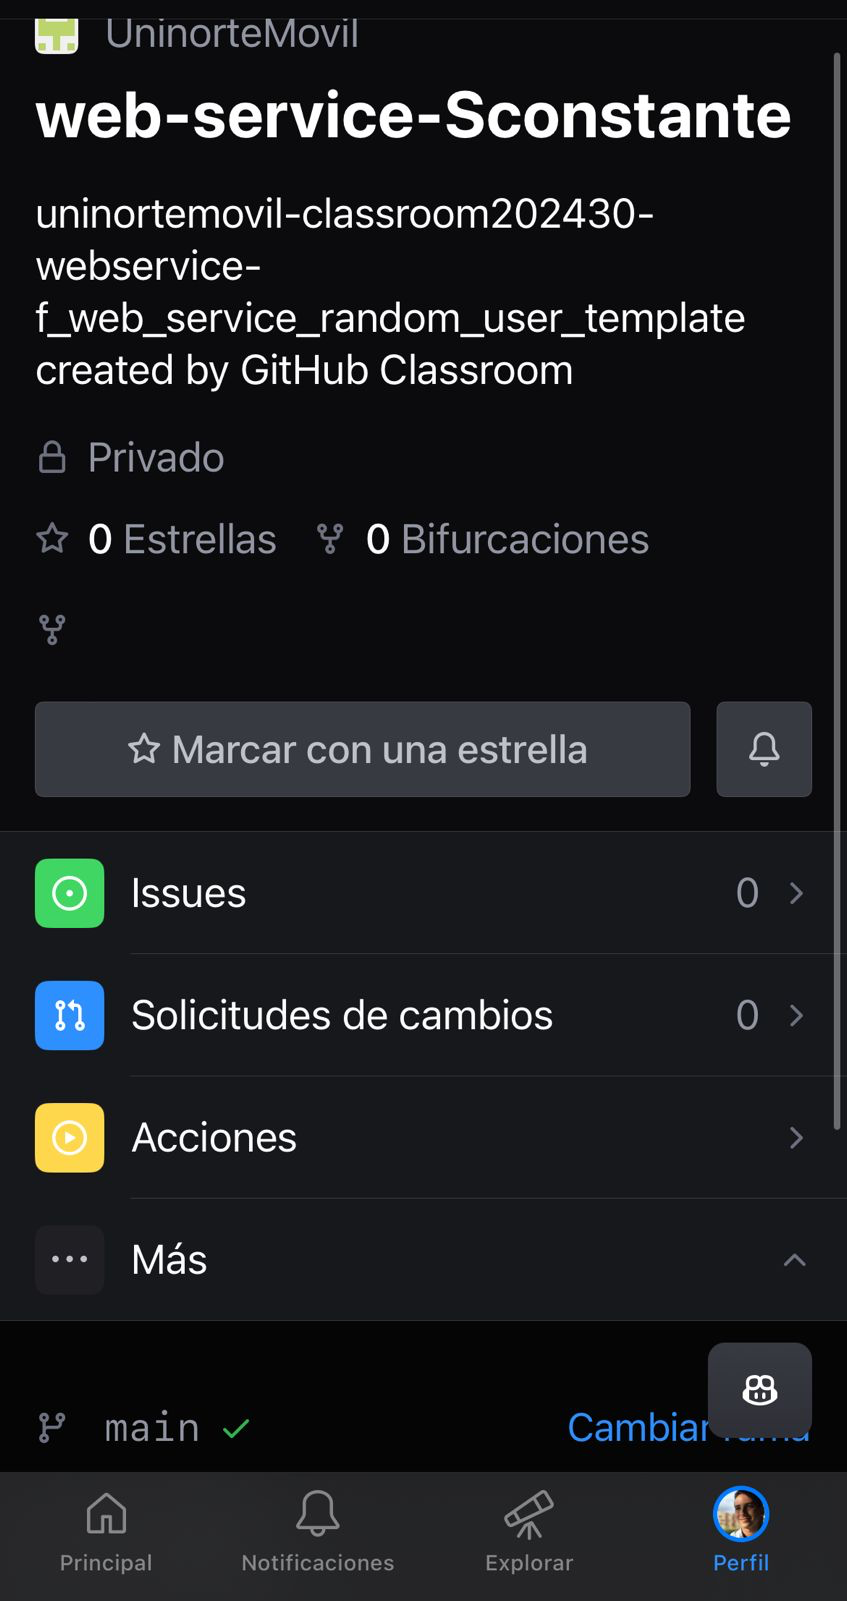 UninorteMovil
web-service-Sconstante
uninortemovil-classroom202430-
webservice-
f_web_service_random_user_template
created by GitHub Classroom
Privado
0 Estrellas 0 Bifurcaciones
Marcar con una estrella
Issues 0
Solicitudes de cambios 0
Acciones
Más
main Cambiar rama
Principal Notificaciones Explorar Perfil